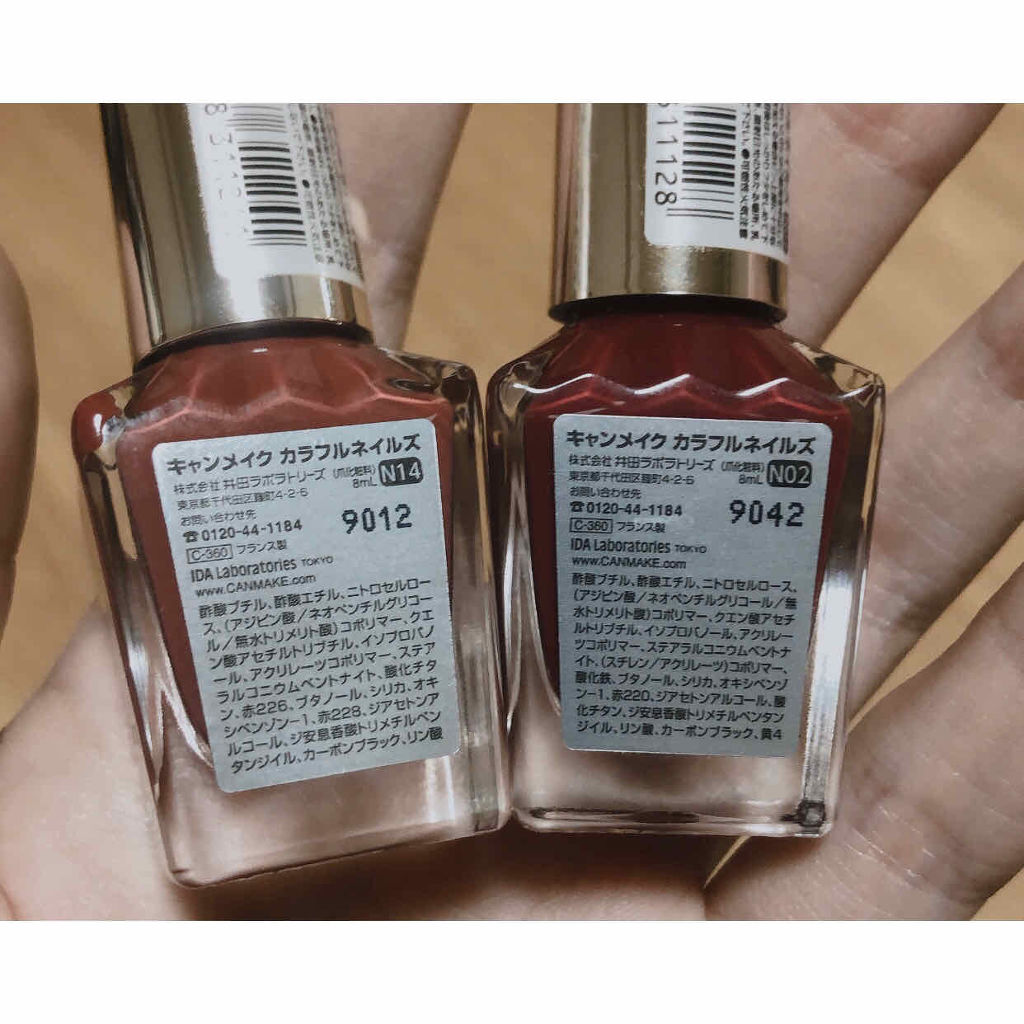 キャンメイク カラフルネイルズ
株式会社 井田ラボラトリーズ (爪化粧料)
東京都千代田区麹町4-2-6 8mL N14
お問い合わせ先
☎0120-44-1184 9012
C-360 フランス製
IDA Laboratories TOKYO
www.CANMAKE.com
酢酸ブチル、酢酸エチル、ニトロセルロー
ス、(アジピン酸/ネオペンチルグリコー
ル/無水トリメリト酸)コポリマー、クエ
ン酸アセチルトリブチル、イソプロパノ
ール、アクリレーツコポリマー、ステア
ラルコニウムベントナイト、酸化チタ
ン、赤226、ブタノール、シリカ、オキ
シベンゾン-1、赤228、ジアセトンア
ルコール、ジ安息香酸トリメチルペン
タンジイル、カーボンブラック、リン酸
611128
キャンメイク カラフルネイルズ
株式会社 井田ラボラトリーズ (爪化粧料)
東京都千代田区麹町4-2-6 8mL N02
お問い合わせ先
☎0120-44-1184 9042
C-360 フランス製
IDA Laboratories TOKYO
www.CANMAKE.com
酢酸ブチル、酢酸エチル、ニトロセルロース、
(アジピン酸/ネオペンチルグリコール/無
水トリメリト酸)コポリマー、クエン酸アセチ
ルトリブチル、イソプロパノール、アクリレー
ツコポリマー、ステアラルコニウムベントナ
イト、(スチレン/アクリレーツ)コポリマー、
酸化鉄、ブタノール、シリカ、オキシベンゾ
ン-1、赤220、ジアセトンアルコール、酸
化チタン、ジ安息香酸トリメチルペンタン
ジイル、リン酸、カーボンブラック、黄4